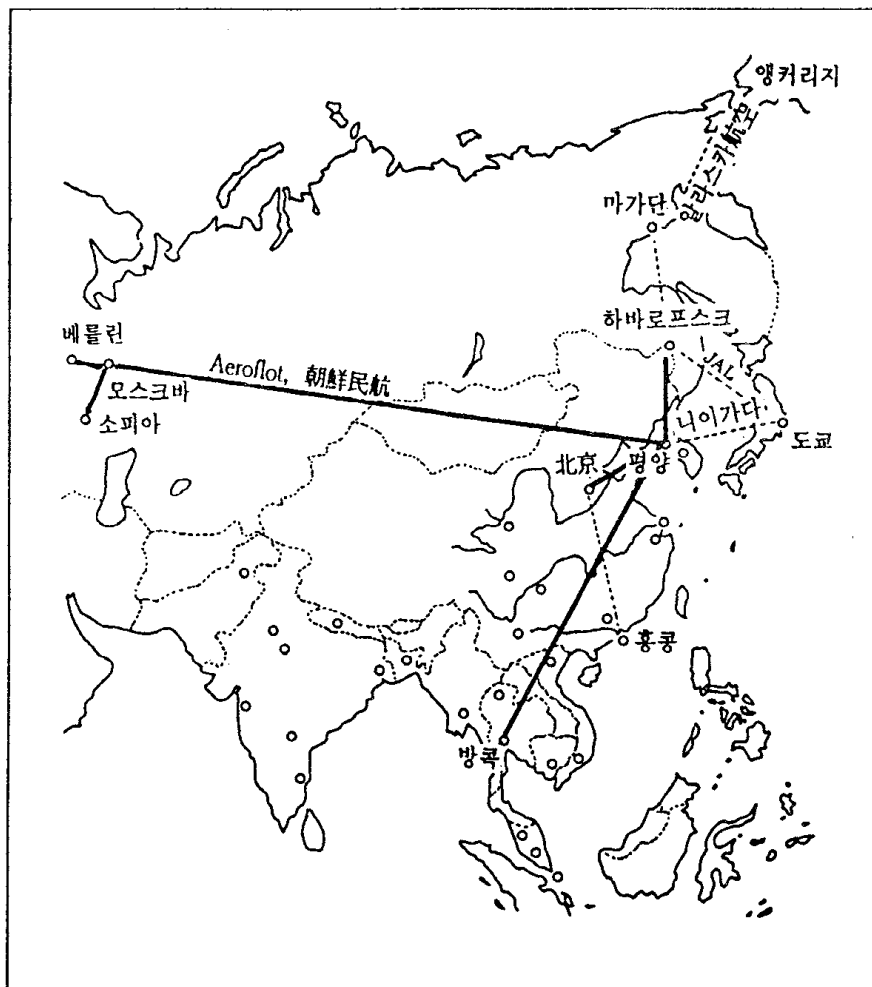 앵커리지
알라스카航空
마가단
하바로프스크
베를린
Aeroflot, 朝鮮民航
JAL
모스크바
소피아
니이가다
도쿄
北京
평양
홍콩
방콕